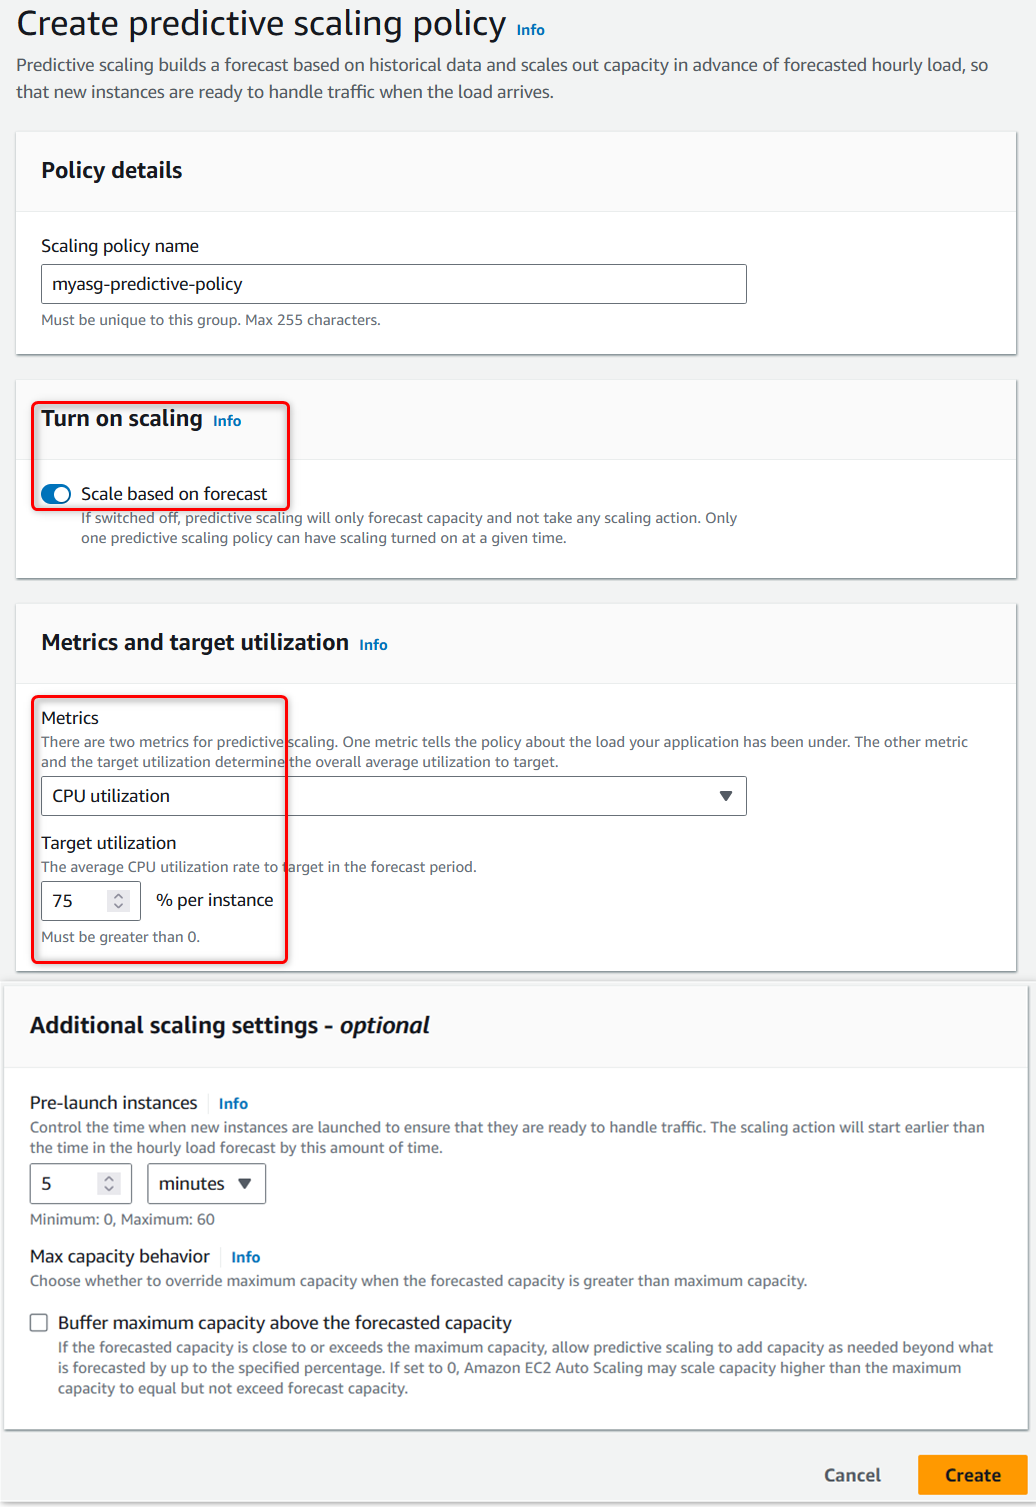 Create predictive scaling policy Info
Predictive scaling builds a forecast based on historical data and scales out capacity in advance of forecasted hourly load, so
that new instances are ready to handle traffic when the load arrives.
Policy details
Scaling policy name
myasg-predictive-policy
Must be unique to this group. Max 255 characters.
Turn on scaling Info
Scale based on forecast
If switched off, predictive scaling will only forecast capacity and not take any scaling action. Only
one predictive scaling policy can have scaling turned on at a given time.
Metrics and target utilization Info
Metrics
There are two metrics for predictive scaling. One metric tells the policy about the load your application has been under. The other metric
and the target utilization determine the overall average utilization to target.
CPU utilization
Target utilization
The average CPU utilization rate to target in the forecast period.
75 % per instance
Must be greater than 0.
Additional scaling settings - optional
Pre-launch instances Info
Control the time when new instances are launched to ensure that they are ready to handle traffic. The scaling action will start earlier than
the time in the hourly load forecast by this amount of time.
5 minutes
Minimum: 0, Maximum: 60
Max capacity behavior Info
Choose whether to override maximum capacity when the forecasted capacity is greater than maximum capacity.
Buffer maximum capacity above the forecasted capacity
If the forecasted capacity is close to or exceeds the maximum capacity, allow predictive scaling to add capacity as needed beyond what
is forecasted by up to the specified percentage. If set to 0, Amazon EC2 Auto Scaling may scale capacity higher than the maximum
capacity to equal but not exceed forecast capacity.
Cancel Create